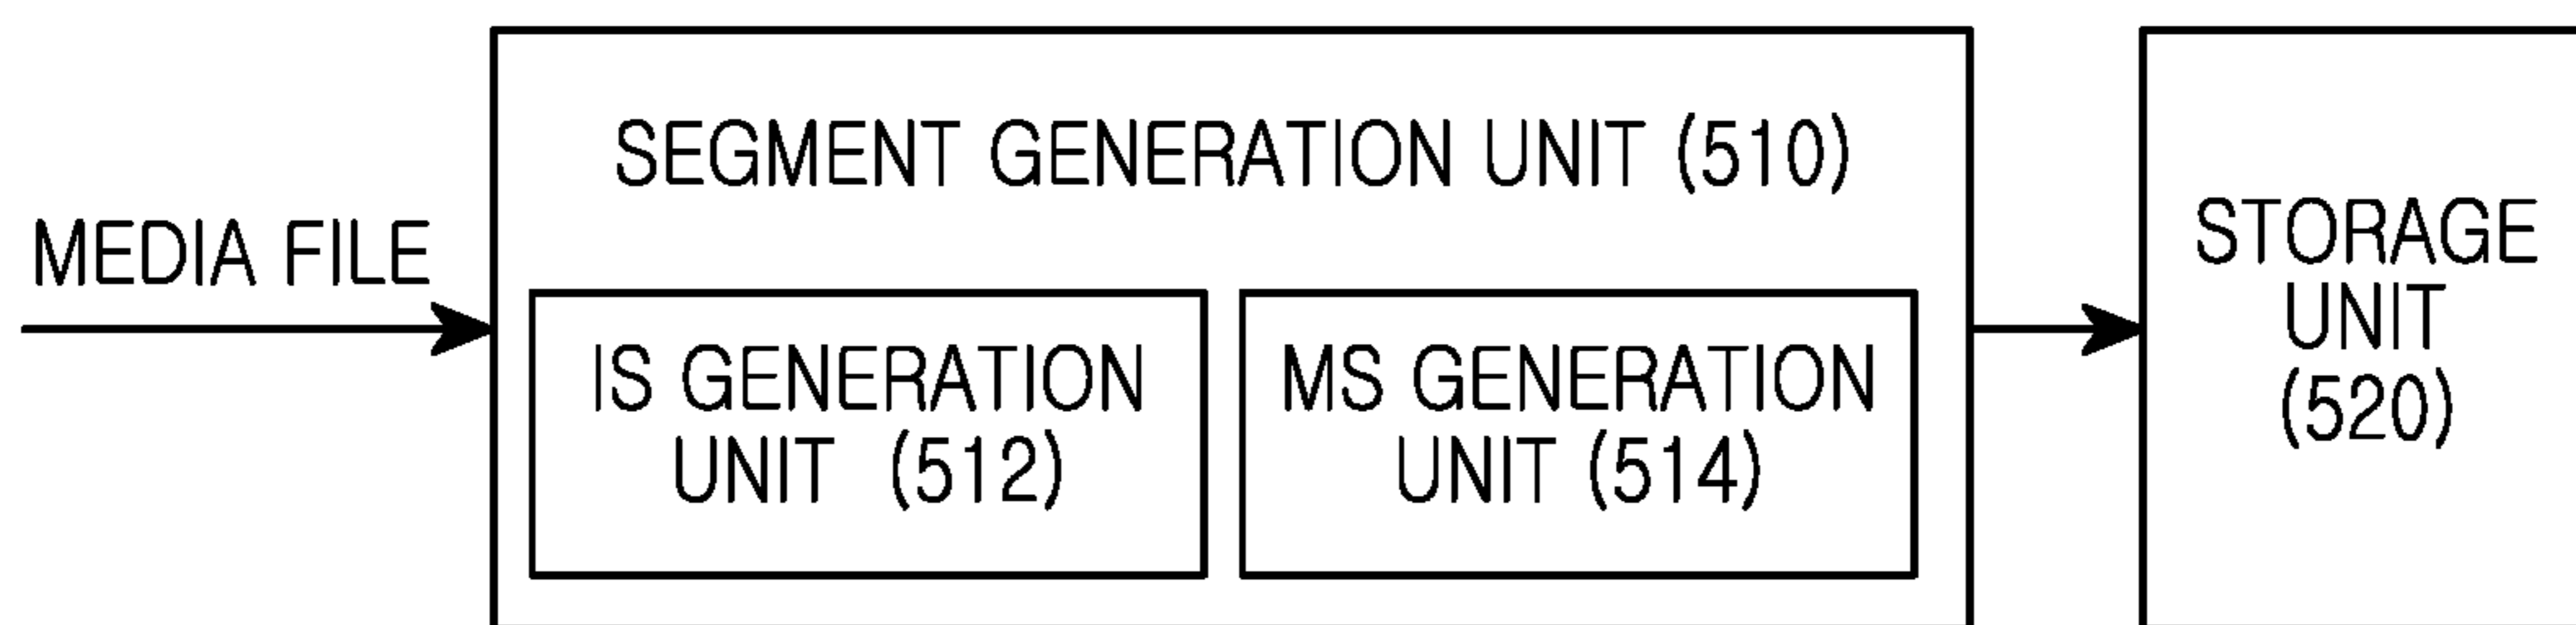 MEDIA FILE
SEGMENT GENERATION UNIT (510)
IS GENERATION
UNIT (512)
MS GENERATION
UNIT (514)
STORAGE
UNIT
(520)